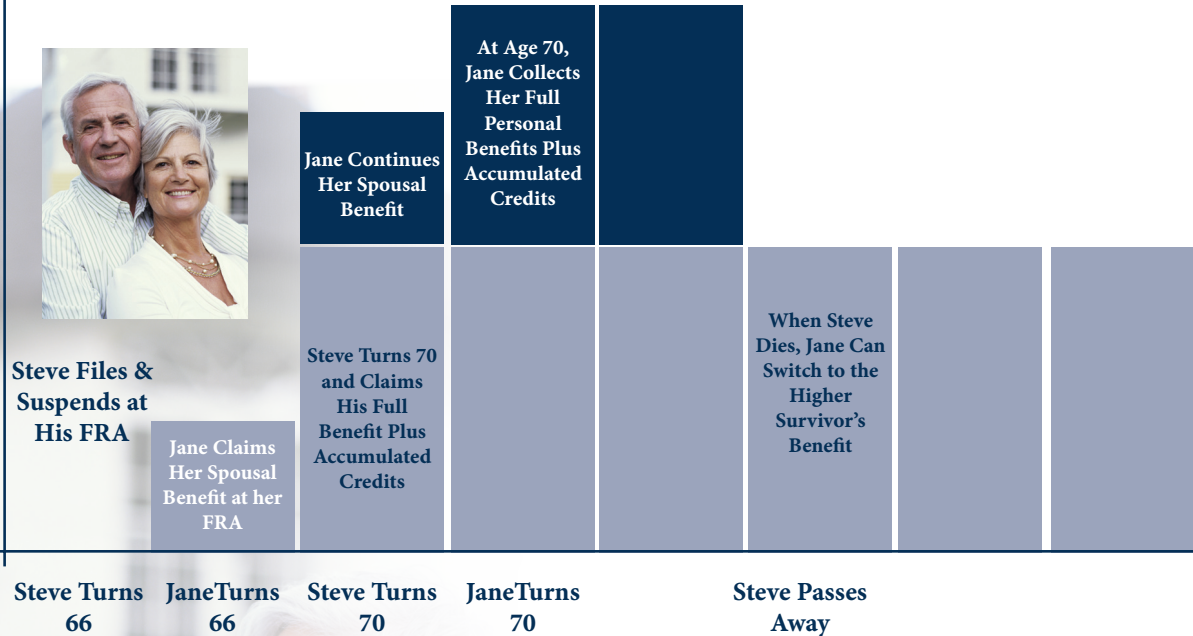 At Age 70,
Jane Collects
Her Full
Personal
Benefits Plus
Accumulated
Credits
Jane Continues
Her Spousal
Benefit
Steve Files &
Suspends at
His FRA
Jane Claims
Her Spousal
Benefit at her
FRA
Steve Turns 70
and Claims
His Full
Benefit Plus
Accumulated
Credits
When Steve
Dies, Jane Can
Switch to the
Higher
Survivor’s
Benefit
Steve Turns
66
JaneTurns
66
Steve Turns
70
JaneTurns
70
Steve Passes
Away